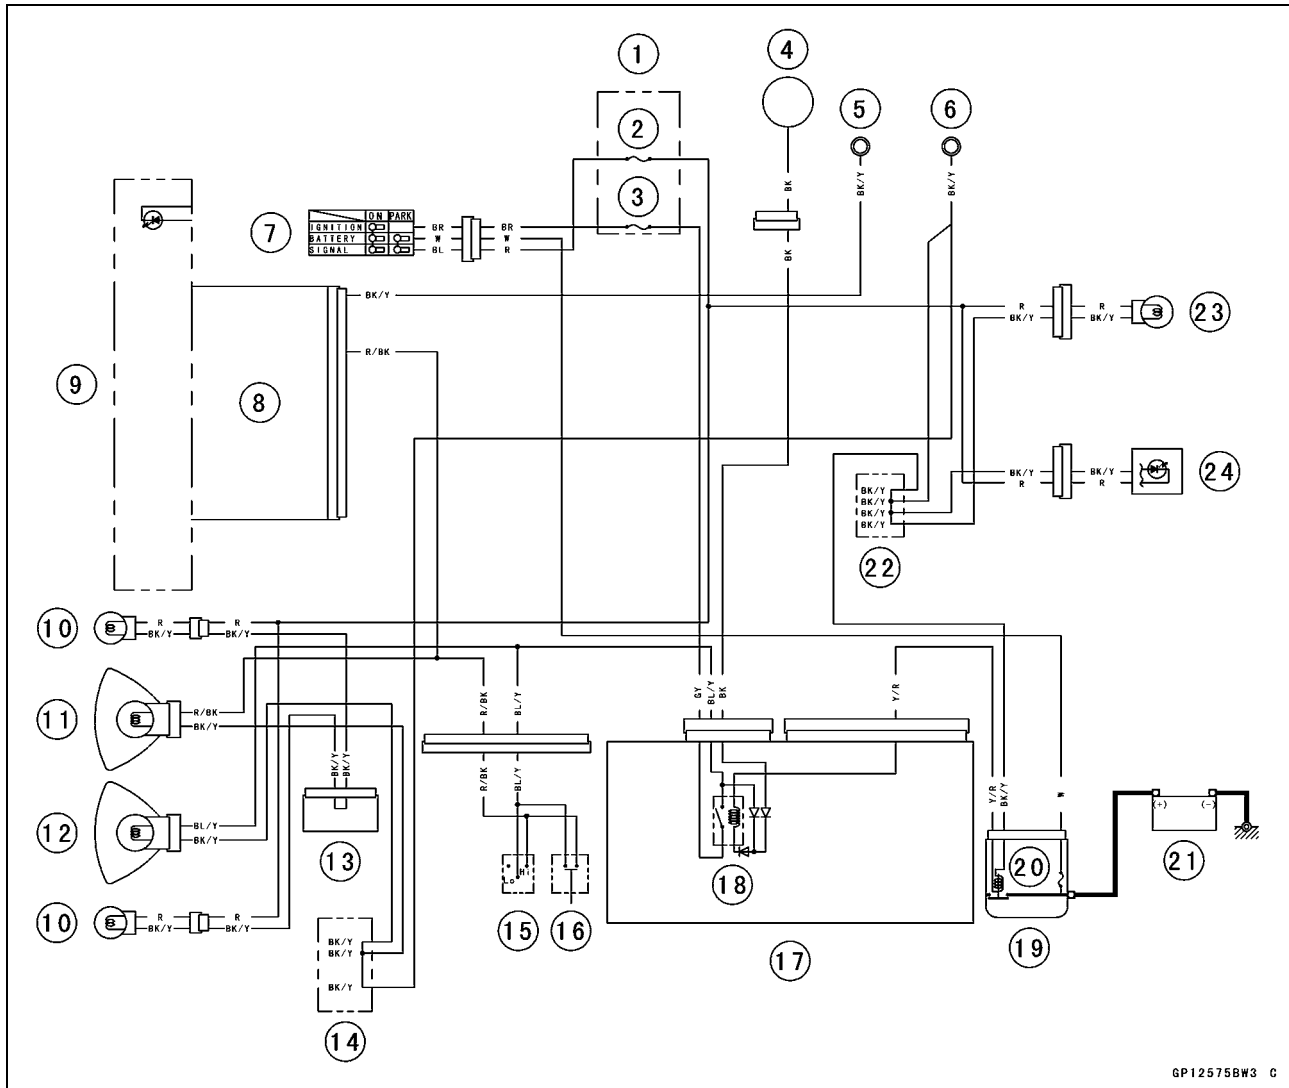 1
4
2
5
6
3
BK
BK/Y
BK/Y
7
ON PARK
IGNITION BR BR
BATTERY W W
SIGNAL BL R
BK
BK/Y
R R
BK/Y BK/Y
23
R/BK
9
8
BK/Y BK/Y
R R
24
BK/Y
BK/Y
BK/Y
BK/Y
22
10
R R
BK/Y BK/Y
R/BK
BL/Y
GY
BL/Y
BK
Y/R
11
R/BK
BK/Y
BK/Y
BK/Y
R/BK
BL/Y
Y/R
BK/Y
W
(+) (-)
12
BL/Y
BK/Y
13
Hi
Lo
18
20
21
10
R R
BK/Y BK/Y
15
16
17
19
BK/Y
BK/Y
BK/Y
14
GP12575BW3 C